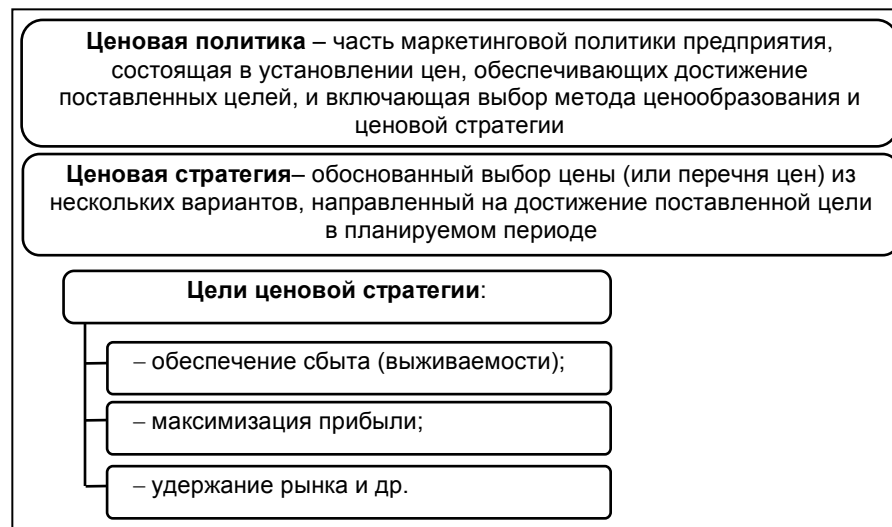 Ценовая политика – часть маркетинговой политики предприятия,
состоящая в установлении цен, обеспечивающих достижение
поставленных целей, и включающая выбор метода ценообразования и
ценовой стратегии
Ценовая стратегия– обоснованный выбор цены (или перечня цен) из
нескольких вариантов, направленный на достижение поставленной цели
в планируемом периоде
Цели ценовой стратегии:
– обеспечение сбыта (выживаемости);
– максимизация прибыли;
– удержание рынка и др.